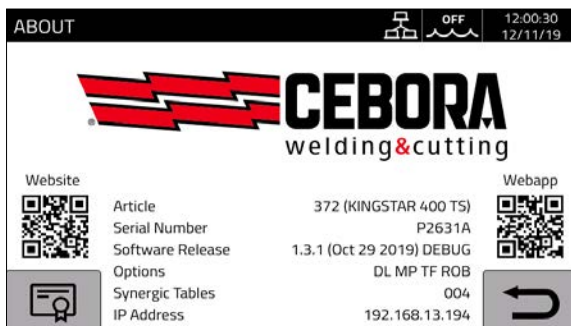 ABOUT
OFF
12:00:30
12/11/19
® CEBORA
welding&cutting
Website
Webapp
Article 372 (KINGSTAR 400 TS)
Serial Number P2631A
Software Release 1.3.1 (Oct 29 2019) DEBUG
Options DL MP TF ROB
Synergic Tables 004
IP Address 192.168.13.194